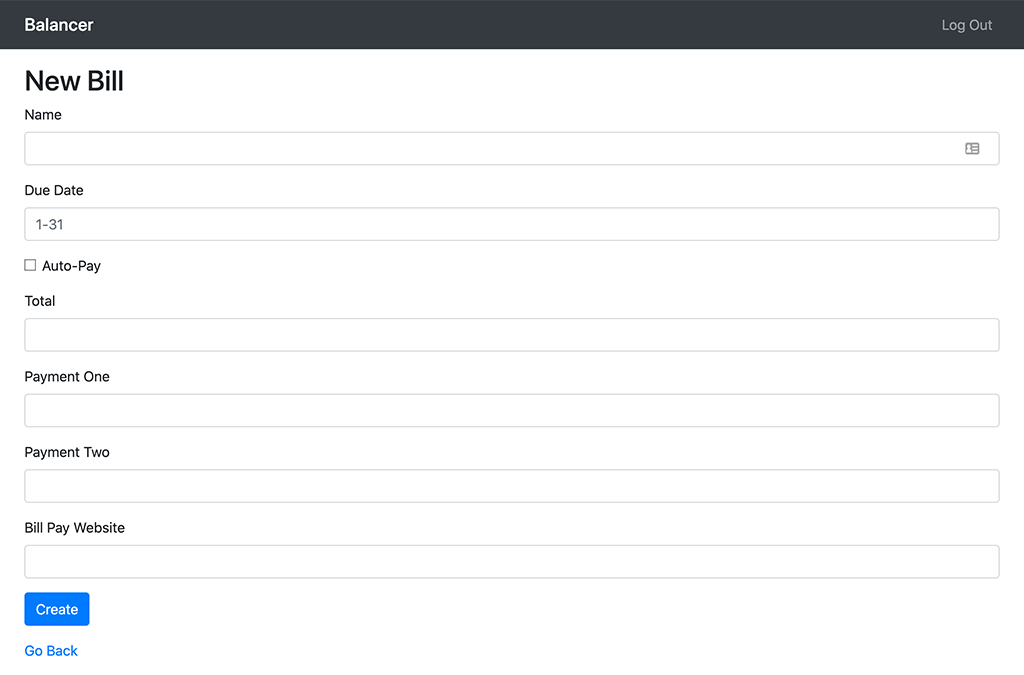 Balancer Log Out
New Bill
Name
Due Date
1-31
Auto-Pay
Total
Payment One
Payment Two
Bill Pay Website
Create
Go Back